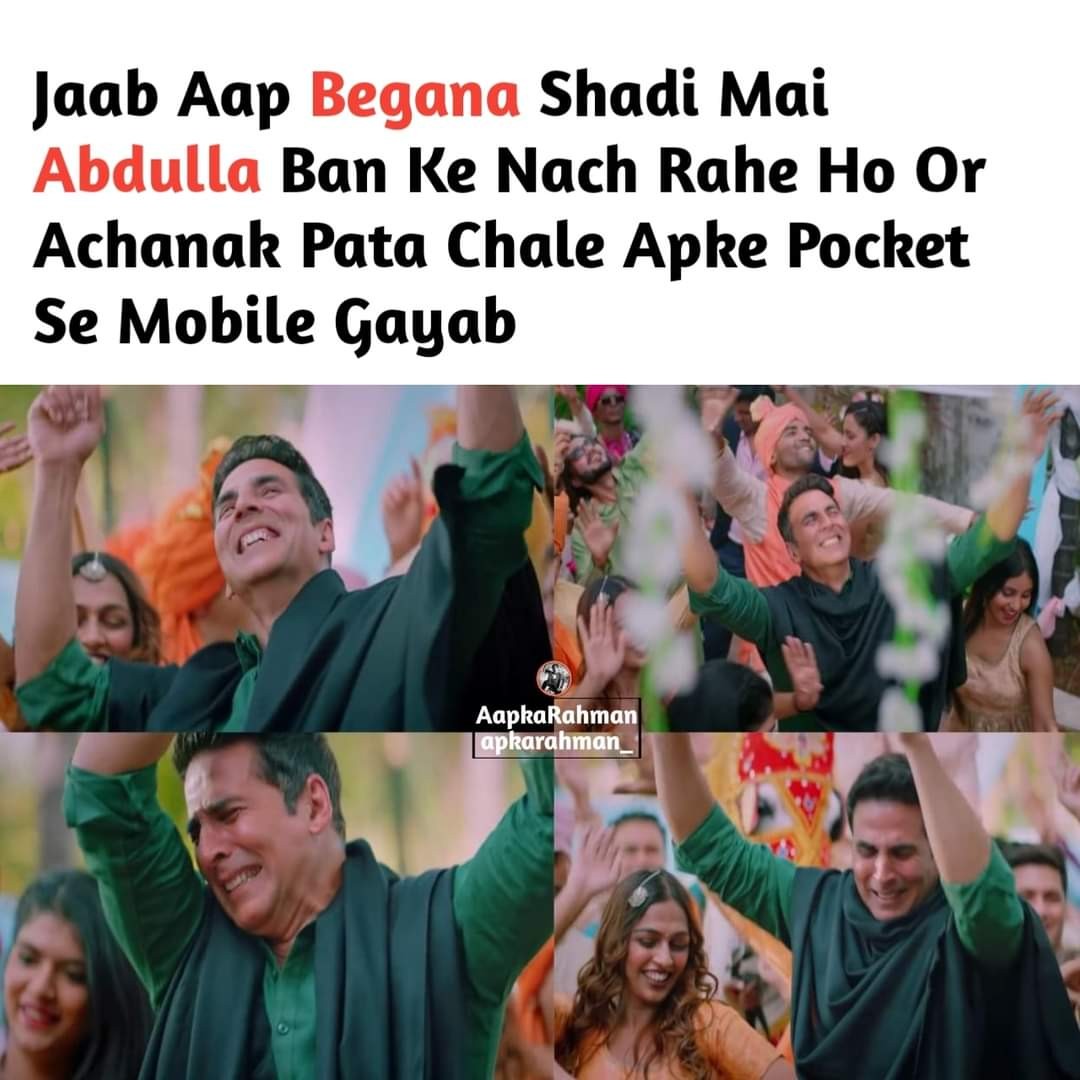 Jaab Aap Begana Shadi Mai
Abdulla Ban Ke Nach Rahe Ho Or
Achanak Pata Chale Apke Pocket
Se Mobile Gayab
AapkaRahman
apkarahman_